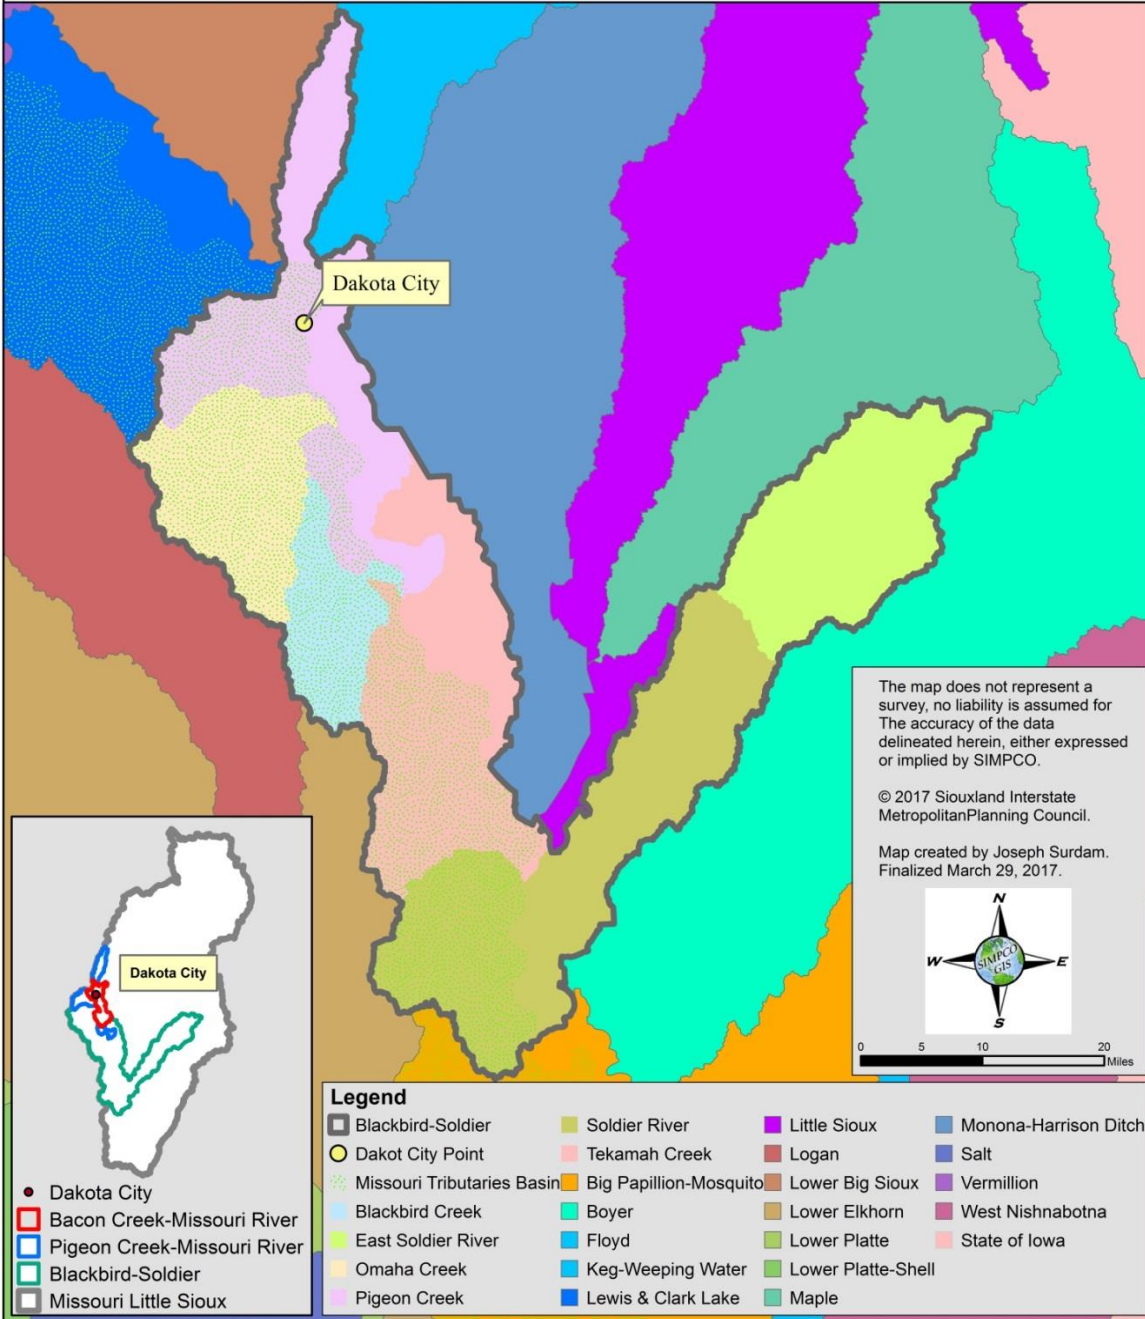 Dakota City
The map does not represent a
survey, no liability is assumed for
The accuracy of the data
delineated herein, either expressed
or implied by SIMPCO.
© 2017 Siouxland Interstate
MetropolitanPlanning Council.
Map created by Joseph Surdam.
Finalized March 29, 2017.
N
W
SIMPCO
GIS
E
S
0
10
20
Miles
Dakota City
Dakota City
Bacon Creek-Missouri River
Pigeon Creek-Missouri River
Blackbird-Soldier
Missouri Little Sioux
Legend
Blackbird-Soldier
Dakot City Point
Missouri Tributaries Basin
Blackbird Creek
East Soldier River
Omaha Creek
Pigeon Creek
Soldier River
Tekamah Creek
Big Papillion-Mosquito
Boyer
Floyd
Keg-Weeping Water
Lewis & Clark Lake
Little Sioux
Logan
Lower Big Sioux
Lower Elkhorn
Lower Platte
Lower Platte-Shell
Maple
Monona-Harrison Ditch
Salt
Vermillion
West Nishnabotna
State of Iowa